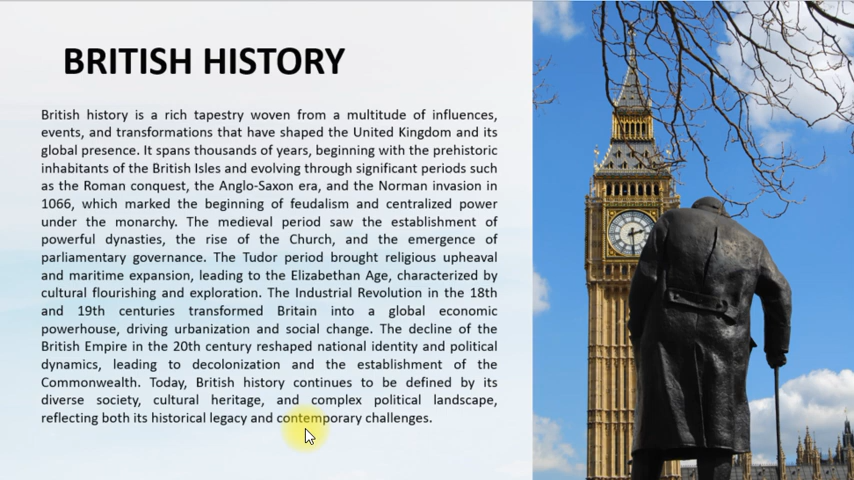 BRITISH HISTORY
British history is a rich tapestry woven from a multitude of influences,
events, and transformations that have shaped the United Kingdom and its
global presence. It spans thousands of years, beginning with the prehistoric
inhabitants of the British Isles and evolving through significant periods such
as the Roman conquest, the Anglo-Saxon era, and the Norman invasion in
1066, which marked the beginning of feudalism and centralized power
under the monarchy. The medieval period saw the establishment of
powerful dynasties, the rise of the Church, and the emergence of
parliamentary governance. The Tudor period brought religious upheaval
and maritime expansion, leading to the Elizabethan Age, characterized by
cultural flourishing and exploration. The Industrial Revolution in the 18th
and 19th centuries transformed Britain into a global economic
powerhouse, driving urbanization and social change. The decline of the
British Empire in the 20th century reshaped national identity and political
dynamics, leading to decolonization and the establishment of the
Commonwealth. Today, British history continues to be defined by its
diverse society, cultural heritage, and complex political landscape,
reflecting both its historical legacy and contemporary challenges.